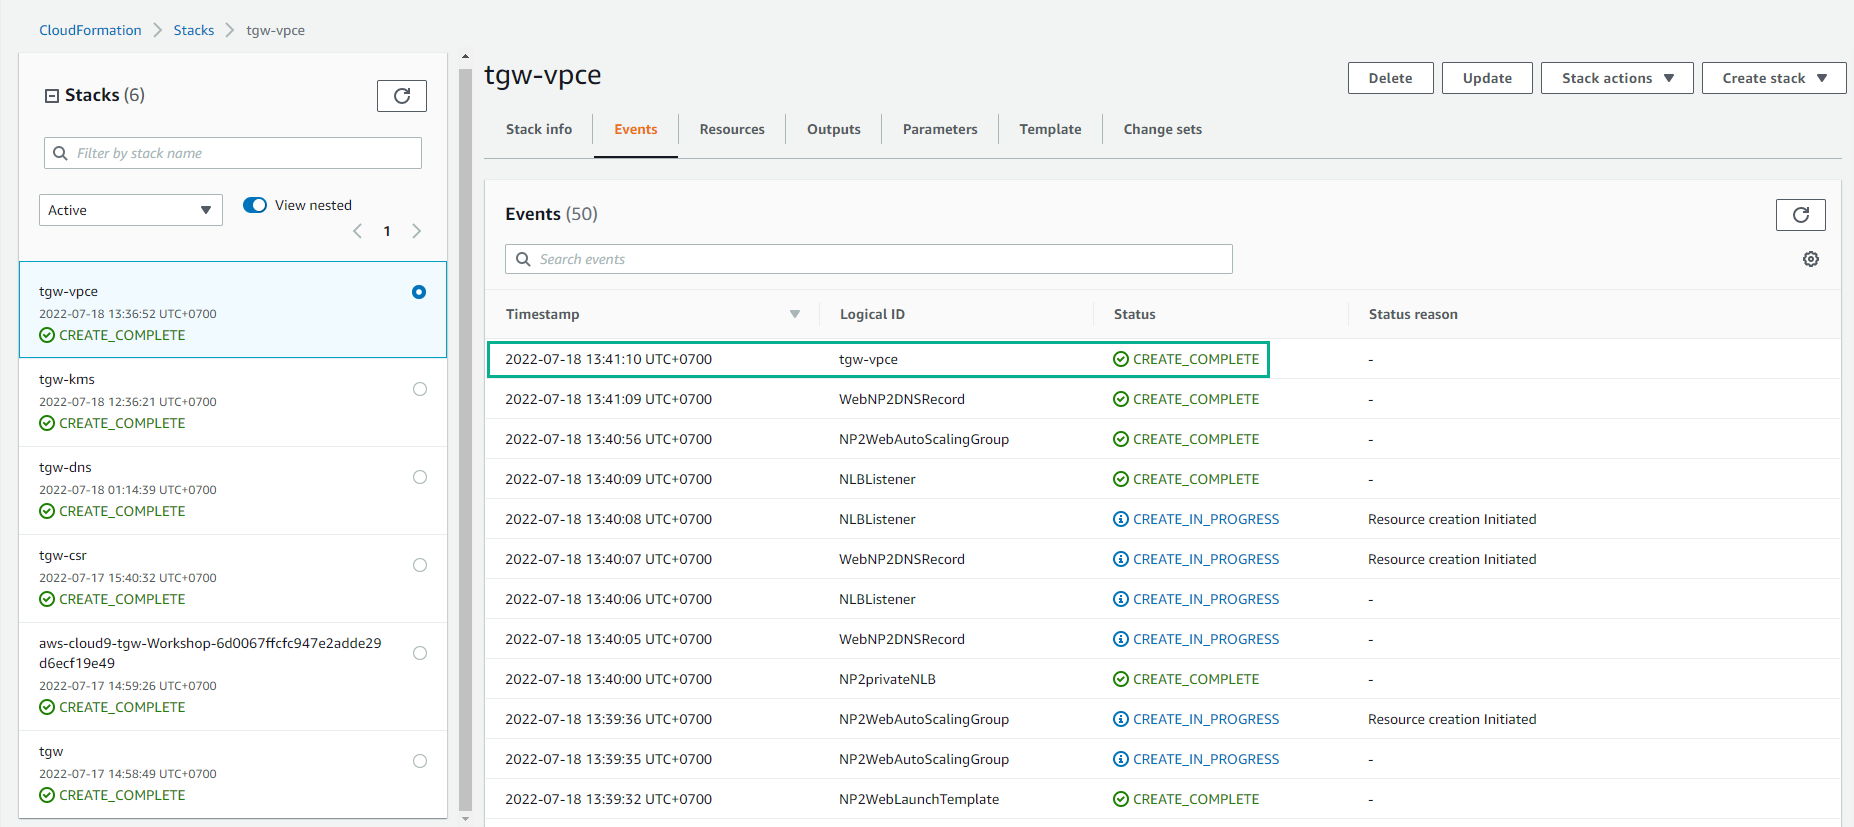 CloudFormation > Stacks > tgw-vpce
Stacks (6)
Filter by stack name
Active
View nested
1
tgw-vpce
2022-07-18 13:36:52 UTC+0700
CREATE_COMPLETE
tgw-kms
2022-07-18 12:36:21 UTC+0700
CREATE_COMPLETE
tgw-dns
2022-07-18 01:14:39 UTC+0700
CREATE_COMPLETE
tgw-csr
2022-07-17 15:40:32 UTC+0700
CREATE_COMPLETE
aws-cloud9-tgw-Workshop-6d0067ffcfc947e2adde29
d6ecf19e49
2022-07-17 14:59:26 UTC+0700
CREATE_COMPLETE
tgw
2022-07-17 14:58:49 UTC+0700
CREATE_COMPLETE
tgw-vpce
Delete Update Stack actions Create stack
Stack info Events Resources Outputs Parameters Template Change sets
Events (50)
Search events
Timestamp Logical ID Status Status reason
2022-07-18 13:41:10 UTC+0700 tgw-vpce CREATE_COMPLETE -
2022-07-18 13:41:09 UTC+0700 WebNP2DNSRecord CREATE_COMPLETE -
2022-07-18 13:40:56 UTC+0700 NP2WebAutoScalingGroup CREATE_COMPLETE -
2022-07-18 13:40:09 UTC+0700 NLBListener CREATE_COMPLETE -
2022-07-18 13:40:08 UTC+0700 NLBListener CREATE_IN_PROGRESS Resource creation Initiated
2022-07-18 13:40:07 UTC+0700 WebNP2DNSRecord CREATE_IN_PROGRESS Resource creation Initiated
2022-07-18 13:40:06 UTC+0700 NLBListener CREATE_IN_PROGRESS -
2022-07-18 13:40:05 UTC+0700 WebNP2DNSRecord CREATE_IN_PROGRESS -
2022-07-18 13:40:00 UTC+0700 NP2privateNLB CREATE_COMPLETE -
2022-07-18 13:39:36 UTC+0700 NP2WebAutoScalingGroup CREATE_IN_PROGRESS Resource creation Initiated
2022-07-18 13:39:35 UTC+0700 NP2WebAutoScalingGroup CREATE_IN_PROGRESS -
2022-07-18 13:39:32 UTC+0700 NP2WebLaunchTemplate CREATE_COMPLETE -